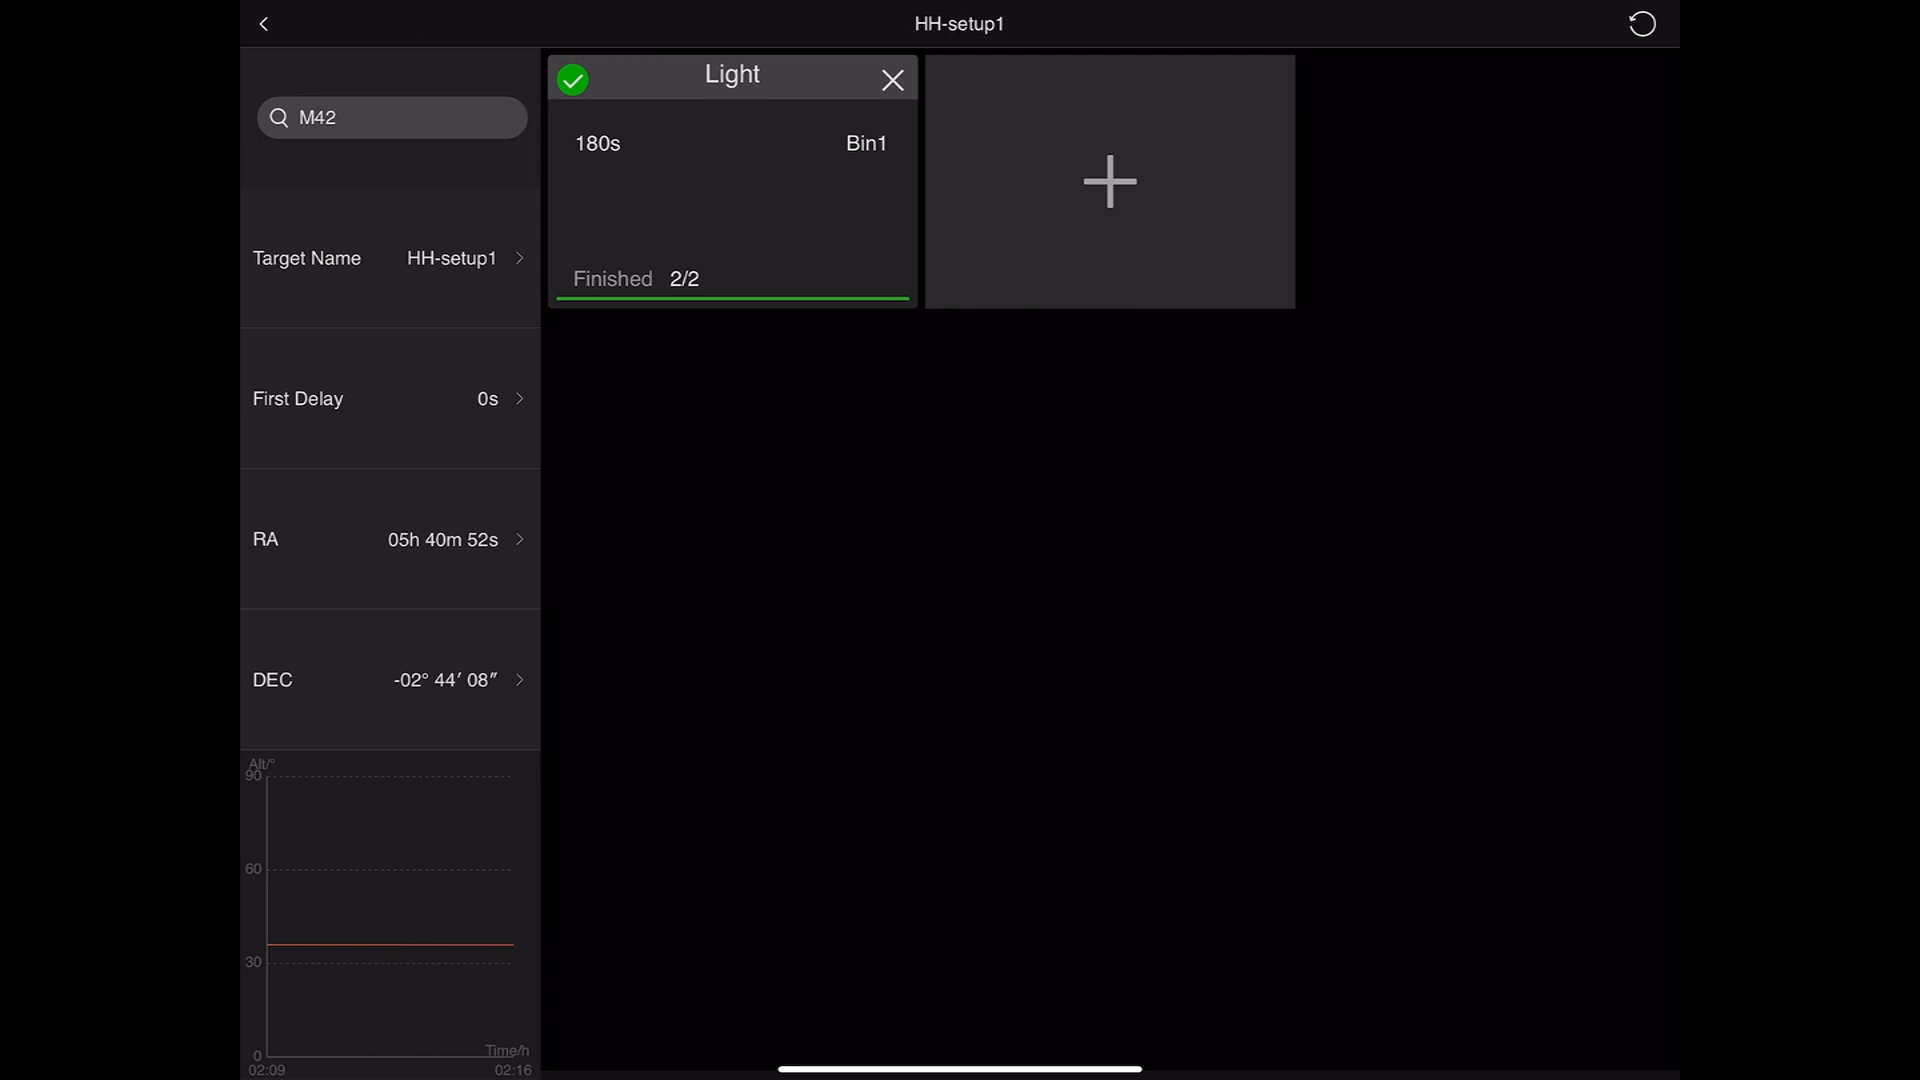 HH-setup1
M42
Target Name HH-setup1
First Delay 0s
RA 05h 40m 52s
DEC -02° 44′ 08″
Alt/°
90
60
30
0
Time/h
02:09 02:16
Light
180s Bin1
Finished 2/2